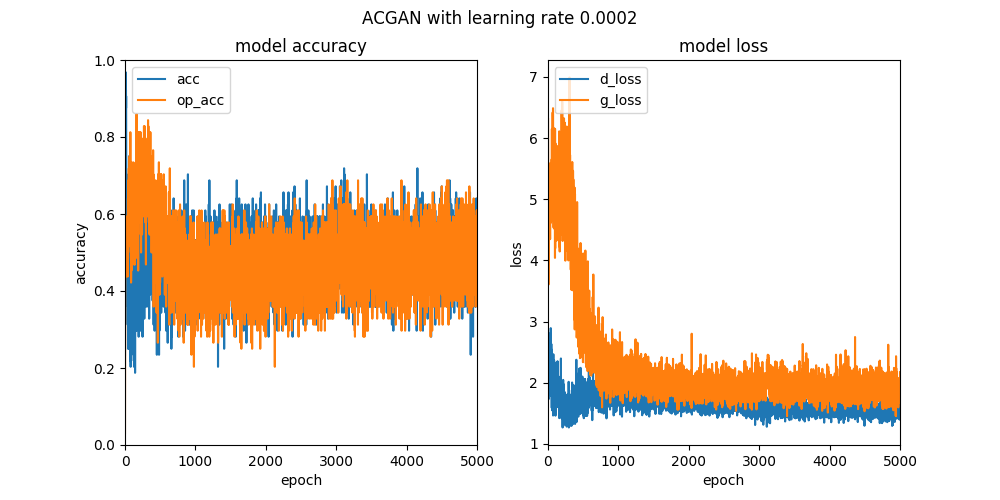 ACGAN with learning rate 0.0002
model accuracy
acc
op_acc
accuracy
1.0
0.8
0.6
0.4
0.2
0.0
0
1000
2000
3000
4000
5000
epoch
model loss
d_loss
g_loss
loss
7
6
5
4
3
2
1
0
1000
2000
3000
4000
5000
epoch